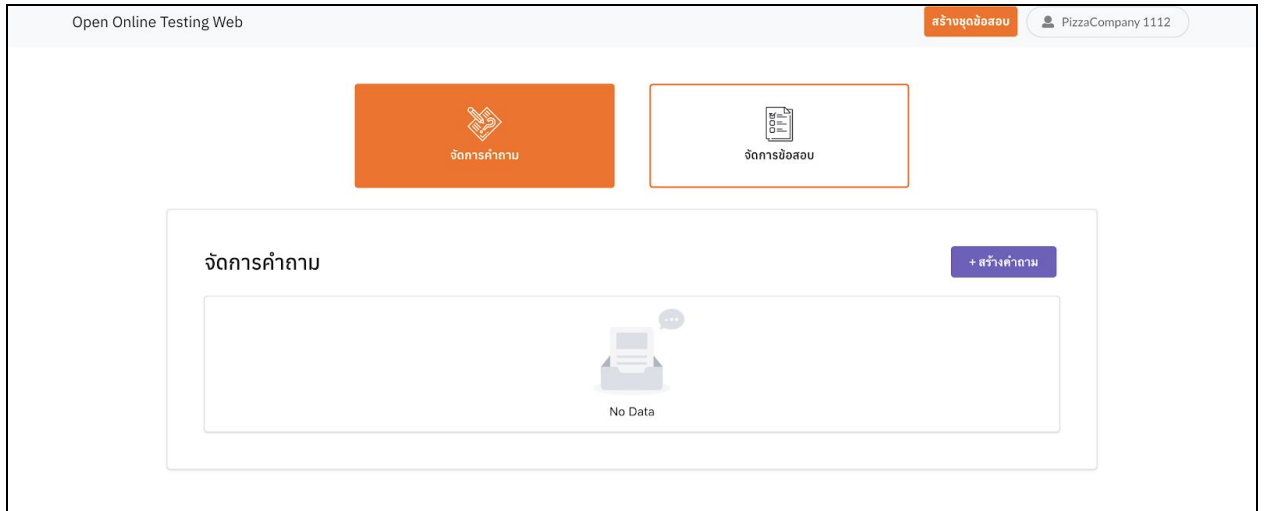 Open Online Testing Web
สร้างชุดข้อสอบ
PizzaCompany 1112
จัดการคำถาม
จัดการข้อสอบ
จัดการคำถาม
+ สร้างคำถาม
No Data